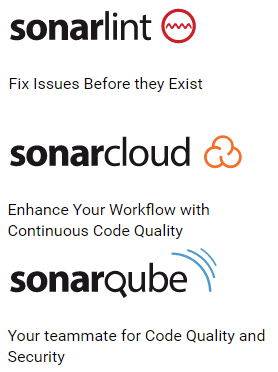 sonarlint
Fix Issues Before they Exist
sonarcloud
Enhance Your Workflow with
Continuous Code Quality
sonarqube
Your teammate for Code Quality and
Security